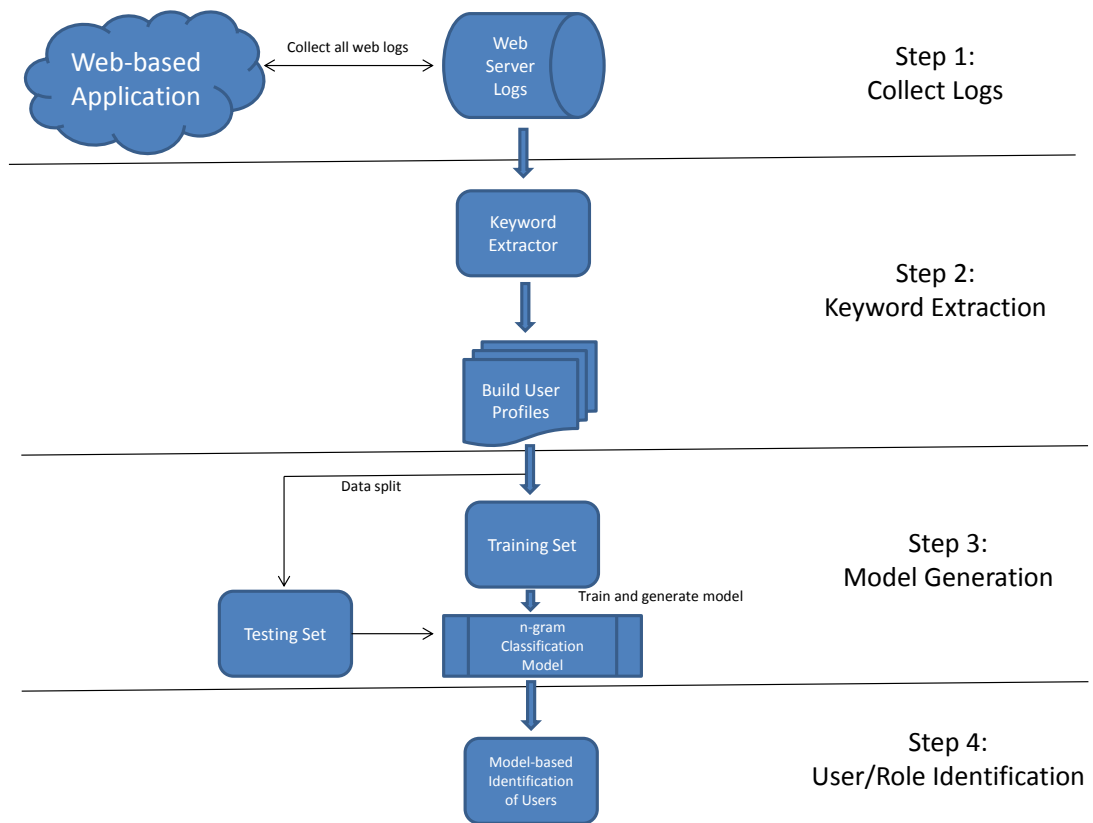 Web-based
Application
Collect all web logs
Web
Server
Logs
Step 1:
Collect Logs
Keyword
Extractor
Step 2:
Keyword Extraction
Build User
Profiles
Data split
Training Set
Step 3:
Model Generation
Train and generate model
Testing Set
n-gram
Classification
Model
Step 4:
User/Role Identification
Model-based
Identification
of Users